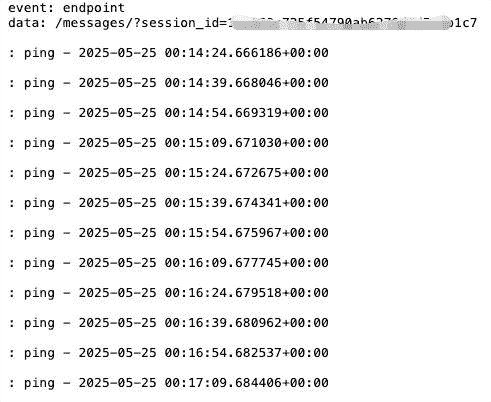 event: endpoint
data: /messages/?session_id=
: ping - 2025-05-25 00:14:24.666186+00:00
: ping - 2025-05-25 00:14:39.668046+00:00
: ping - 2025-05-25 00:14:54.669319+00:00
: ping - 2025-05-25 00:15:09.671030+00:00
: ping - 2025-05-25 00:15:24.672675+00:00
: ping - 2025-05-25 00:15:39.674341+00:00
: ping - 2025-05-25 00:15:54.675967+00:00
: ping - 2025-05-25 00:16:09.677745+00:00
: ping - 2025-05-25 00:16:24.679518+00:00
: ping - 2025-05-25 00:16:39.680962+00:00
: ping - 2025-05-25 00:16:54.682537+00:00
: ping - 2025-05-25 00:17:09.684406+00:00